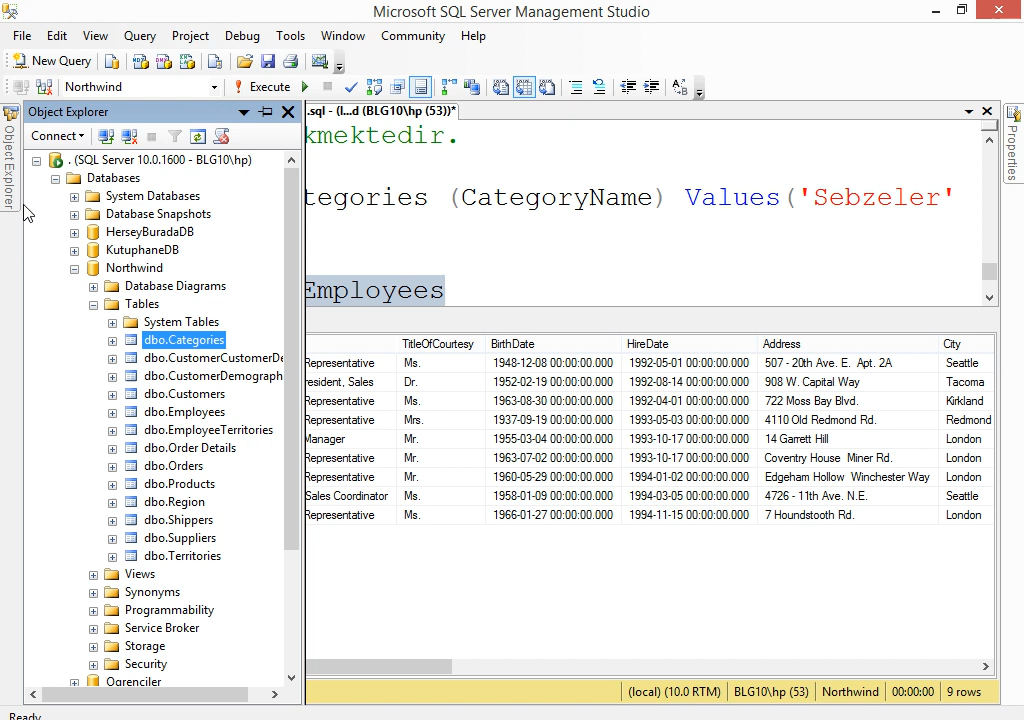 Microsoft SQL Server Management Studio
File Edit View Query Project Debug Tools Window Community Help
New Query
Northwind Execute
Object Explorer
.sql - (l...d (BLG10\hp (53))*
Connect
Object Explorer
Properties
. (SQL Server 10.0.1600 - BLG10\hp)
Databases
System Databases
Database Snapshots
HerseyBuradaDB
KutuphaneDB
Northwind
Database Diagrams
Tables
System Tables
dbo.Categories
dbo.CustomerCustomerDe
dbo.CustomerDemograph
dbo.Customers
dbo.Employees
dbo.EmployeeTerritories
dbo.Order Details
dbo.Orders
dbo.Products
dbo.Region
dbo.Shippers
dbo.Suppliers
dbo.Territories
Views
Synonyms
Programmability
Service Broker
Storage
Security
Ogrenciler
kmektedir.
tegories (CategoryName) Values('Sebzeler'
Employees
TitleOfCourtesy BirthDate HireDate Address City
Representative Ms. 1948-12-08 00:00:00.000 1992-05-01 00:00:00.000 507 - 20th Ave. E. Apt. 2A Seattle
resident, Sales Dr. 1952-02-19 00:00:00.000 1992-08-14 00:00:00.000 908 W. Capital Way Tacoma
Representative Ms. 1963-08-30 00:00:00.000 1992-04-01 00:00:00.000 722 Moss Bay Blvd. Kirkland
Representative Mrs. 1937-09-19 00:00:00.000 1993-05-03 00:00:00.000 4110 Old Redmond Rd. Redmond
Manager Mr. 1955-03-04 00:00:00.000 1993-10-17 00:00:00.000 14 Garrett Hill London
Representative Mr. 1963-07-02 00:00:00.000 1993-10-17 00:00:00.000 Coventry House Miner Rd. London
Representative Mr. 1960-05-29 00:00:00.000 1994-01-02 00:00:00.000 Edgeham Hollow Winchester Way London
Sales Coordinator Ms. 1958-01-09 00:00:00.000 1994-03-05 00:00:00.000 4726 - 11th Ave. N.E. Seattle
Representative Ms. 1966-01-27 00:00:00.000 1994-11-15 00:00:00.000 7 Houndstooth Rd. London
(local) (10.0 RTM) BLG10\hp (53) Northwind 00:00:00 9 rows
Ready